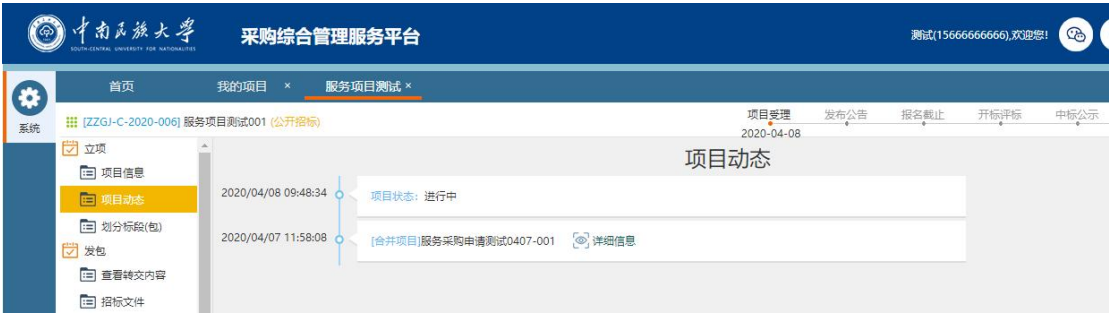 中南民族大学
SOUTH-CENTRAL UNIVERSITY FOR NATIONALITIES
采购综合管理服务平台
测试(15666666666),欢迎您!
首页 我的项目 × 服务项目测试 ×
系统
[ZZGJ-C-2020-006] 服务项目测试001 (公开招标)
项目受理 发布公告 报名截止 开标评标 中标公示
2020-04-08
立项
项目信息
项目动态
划分标段(包)
发包
查看转交内容
招标文件
项目动态
2020/04/08 09:48:34 项目状态：进行中
2020/04/07 11:58:08 [合并项目]服务采购申请测试0407-001 详细信息